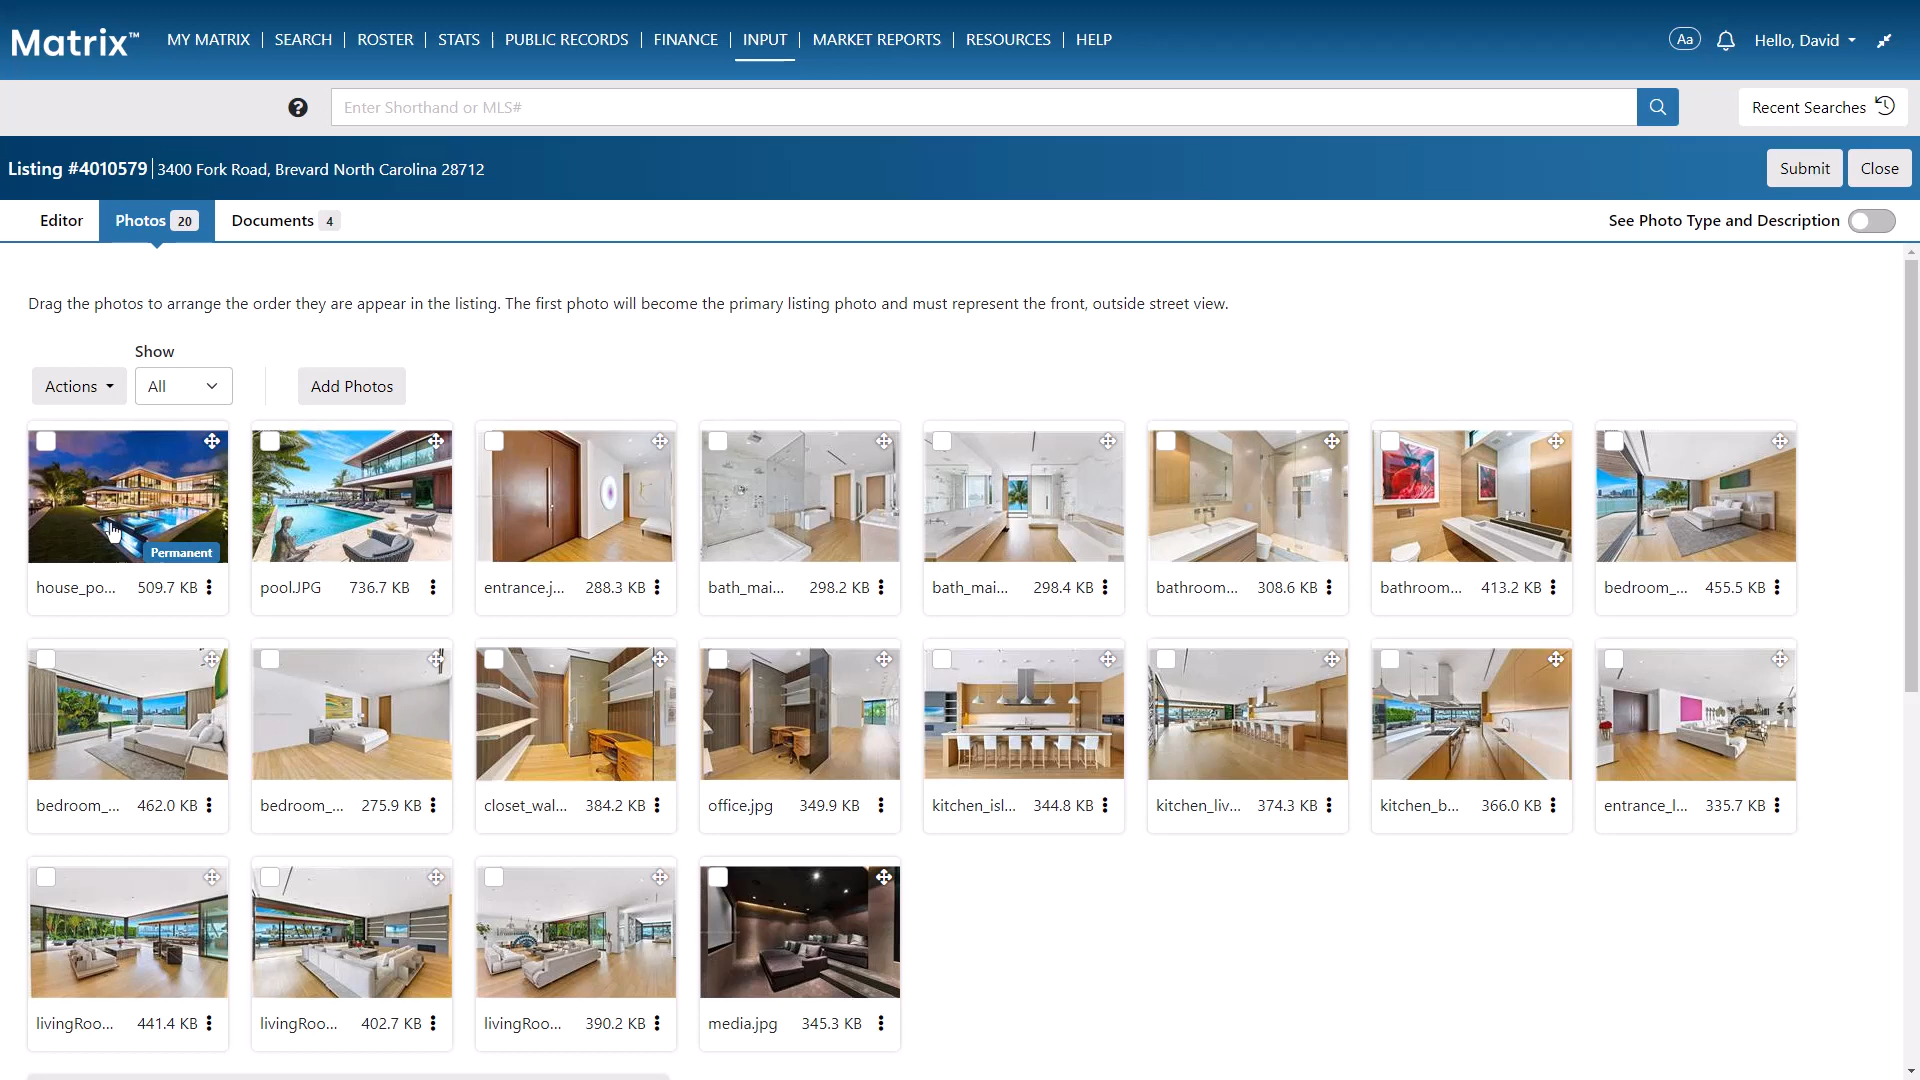 Matrix™
MY MATRIX | SEARCH | ROSTER | STATS | PUBLIC RECORDS | FINANCE | INPUT | MARKET REPORTS | RESOURCES | HELP
Aa
Hello, David
?
Enter Shorthand or MLS#
Recent Searches
Listing #4010579 | 3400 Fork Road, Brevard North Carolina 28712
Submit
Close
Editor
Photos 20
Documents 4
See Photo Type and Description
Drag the photos to arrange the order they are appear in the listing. The first photo will become the primary listing photo and must represent the front, outside street view.
Show
Actions
All
Add Photos
Permanent
house_po... 509.7 KB
pool.JPG 736.7 KB
entrance.j... 288.3 KB
bath_mai... 298.2 KB
bath_mai... 298.4 KB
bathroom... 308.6 KB
bathroom... 413.2 KB
bedroom_... 455.5 KB
bedroom_... 462.0 KB
bedroom_... 275.9 KB
closet_wal... 384.2 KB
office.jpg 349.9 KB
kitchen_isl... 344.8 KB
kitchen_liv... 374.3 KB
kitchen_b... 366.0 KB
entrance_l... 335.7 KB
livingRoo... 441.4 KB
livingRoo... 402.7 KB
livingRoo... 390.2 KB
media.jpg 345.3 KB